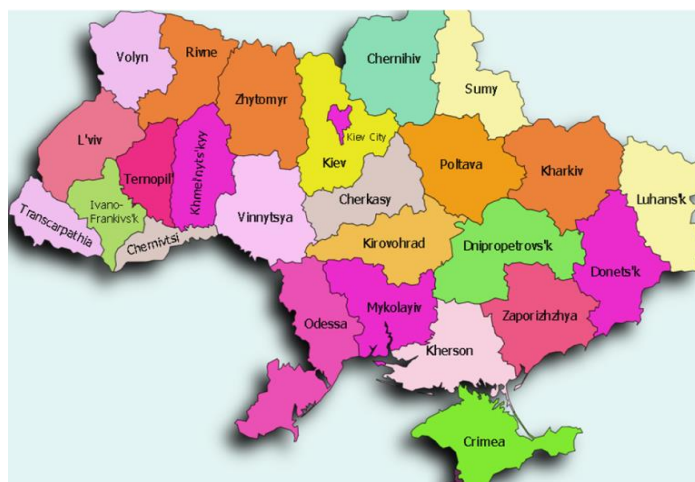 Volyn
Rivne
Zhytomyr
Chernihiv
Sumy
Kiev City
Kiev
L'viv
Ternopil'
Khmel'nyts'kyy
Ivano-
Frankivs'k
Transcarpathia
Chernivtsi
Vinnytsya
Cherkasy
Poltava
Kharkiv
Luhans'k
Kirovohrad
Dnipropetrovs'k
Donets'k
Odessa
Mykolayiv
Zaporizhzhya
Kherson
Crimea